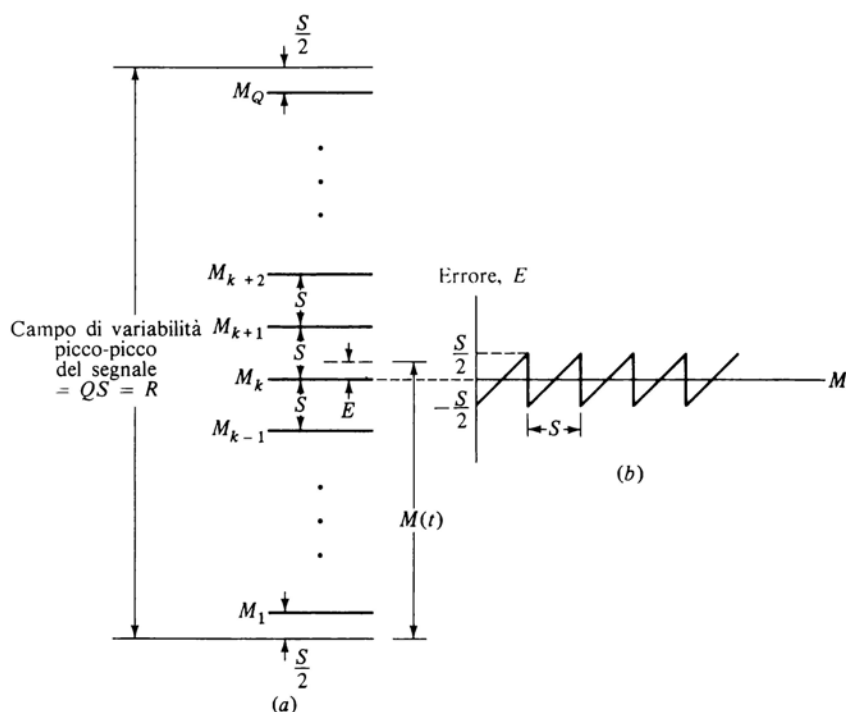 S/2
M_Q
M_{k+2}
S
Campo di variabilità
picco-picco
del segnale
= QS = R
M_{k+1}
S
M_k
S
E
M_{k-1}
M(t)
M_1
S/2
(a)
Errore, E
S/2
-S/2
S
M
(b)